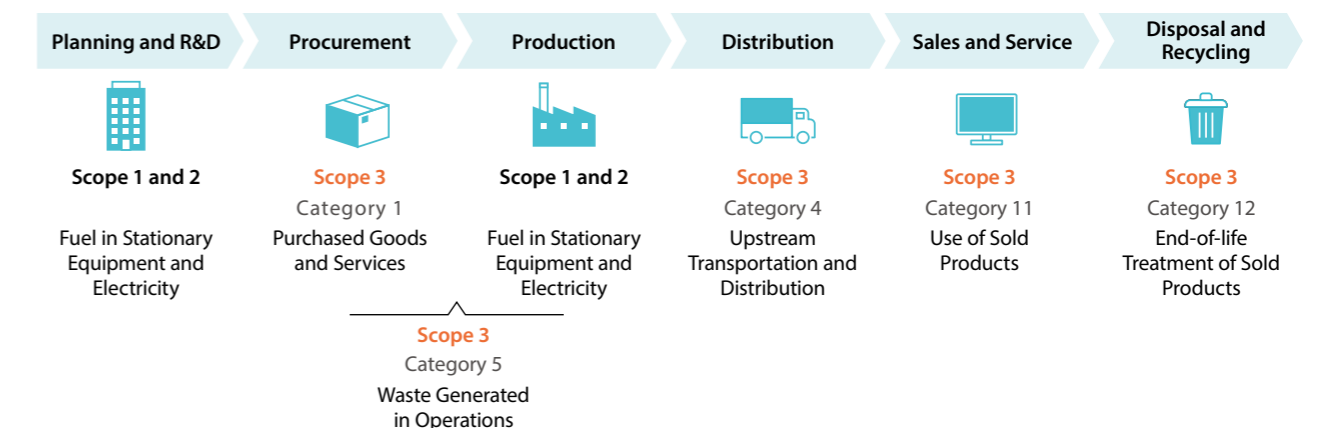 Planning and R&D
Procurement
Production
Distribution
Sales and Service
Disposal and
Recycling
Scope 1 and 2
Fuel in Stationary
Equipment and
Electricity
Scope 3
Category 1
Purchased Goods
and Services
Scope 1 and 2
Fuel in Stationary
Equipment and
Electricity
Scope 3
Category 5
Waste Generated
in Operations
Scope 3
Category 4
Upstream
Transportation and
Distribution
Scope 3
Category 11
Use of Sold
Products
Scope 3
Category 12
End-of-life
Treatment of Sold
Products